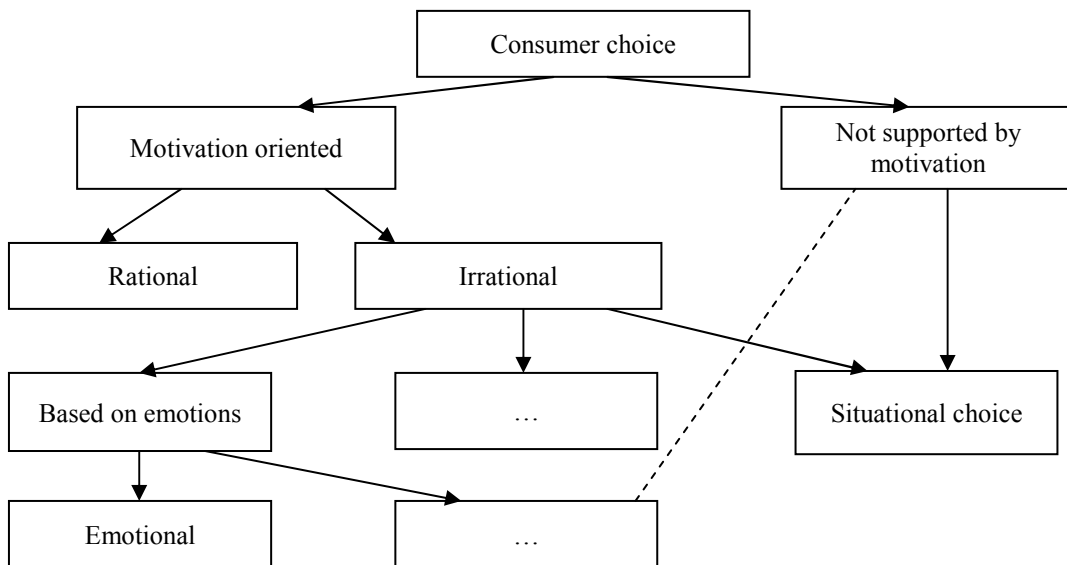 Consumer choice
Motivation oriented
Not supported by
motivation
Rational
Irrational
Based on emotions
…
Situational choice
Emotional
…